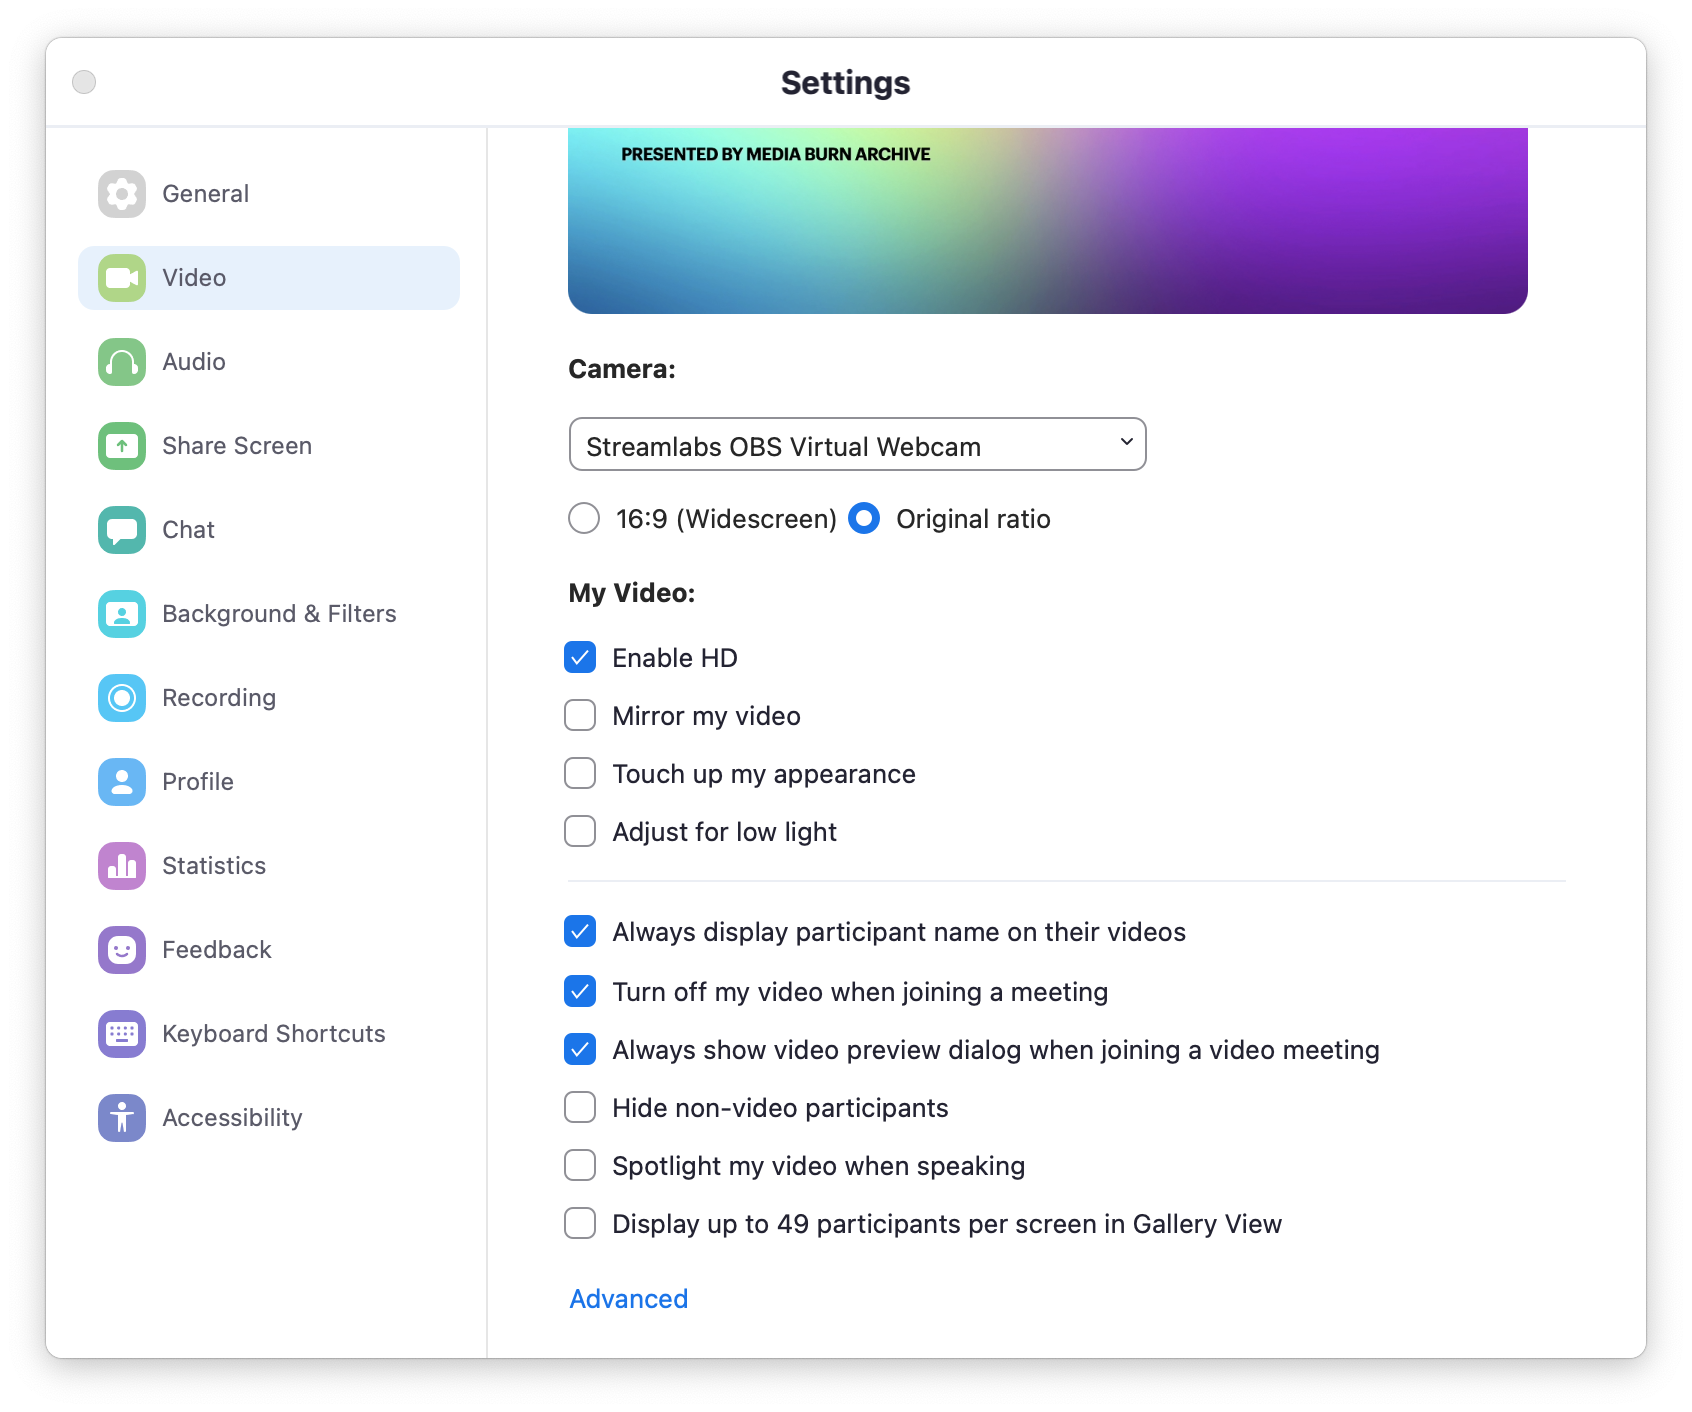 Settings
General
Video
Audio
Share Screen
Chat
Background & Filters
Recording
Profile
Statistics
Feedback
Keyboard Shortcuts
Accessibility
PRESENTED BY MEDIA BURN ARCHIVE
Camera:
Streamlabs OBS Virtual Webcam
16:9 (Widescreen) Original ratio
My Video:
Enable HD
Mirror my video
Touch up my appearance
Adjust for low light
Always display participant name on their videos
Turn off my video when joining a meeting
Always show video preview dialog when joining a video meeting
Hide non-video participants
Spotlight my video when speaking
Display up to 49 participants per screen in Gallery View
Advanced